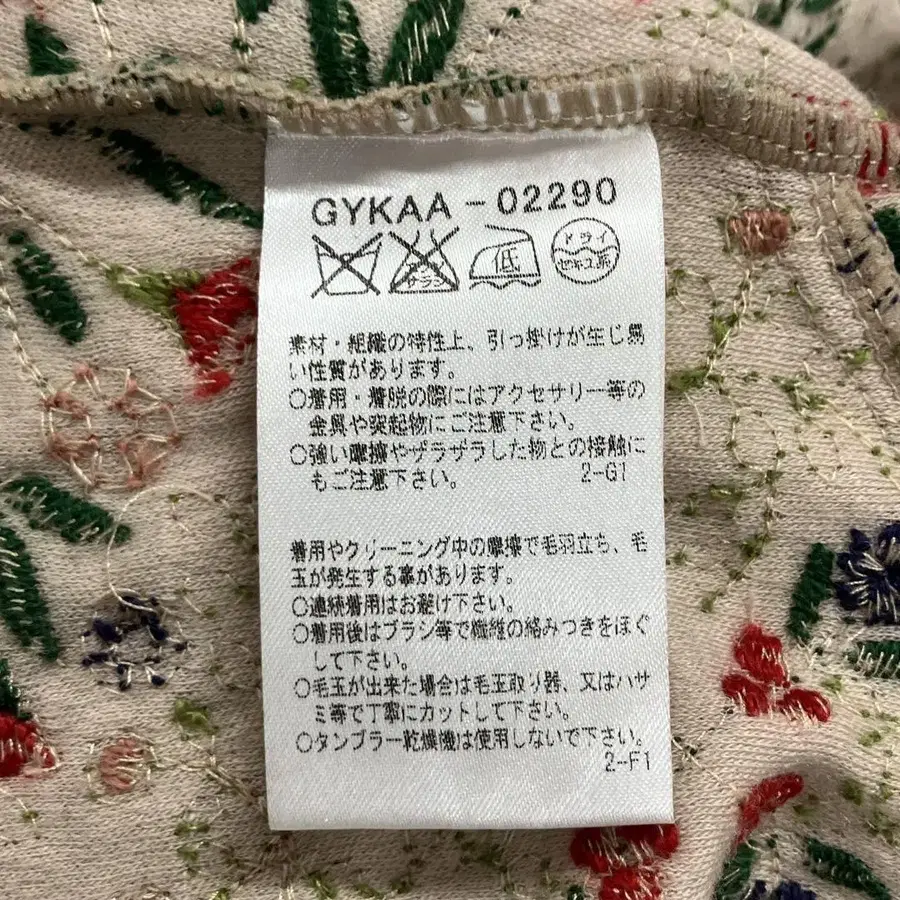 GYKAA-02290
エンソ
サラシ
低
ドライ
セキユ系
素材・組織の特性上、引っ掛けが生じ易
い性質があります。
○着用・着脱の際にはアクセサリー等の
金具や突起物にご注意下さい。
○強い摩擦やザラザラした物との接触に
もご注意下さい。 2-G1
着用やクリーニング中の摩擦で毛羽立ち、毛
玉が発生する事があります。
○連続着用はお避け下さい。
○着用後はブラシ等で繊維の絡みつきをほぐ
して下さい。
○毛玉が出来た場合は毛玉取り器、又はハサ
ミ等で丁寧にカットして下さい。
○タンブラー乾燥機は使用しないで下さい。
2-F1